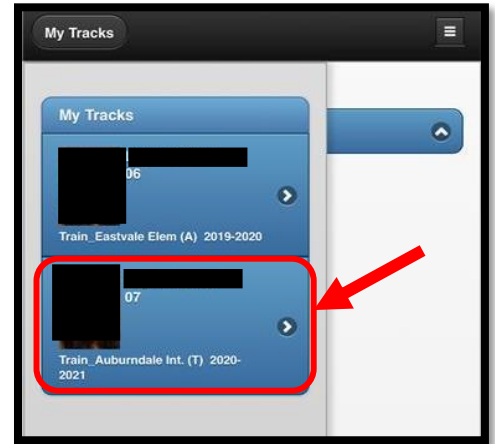 My Tracks
My Tracks
06
Train_Eastvale Elem (A) 2019-2020
07
Train_Auburndale Int. (T) 2020-
2021